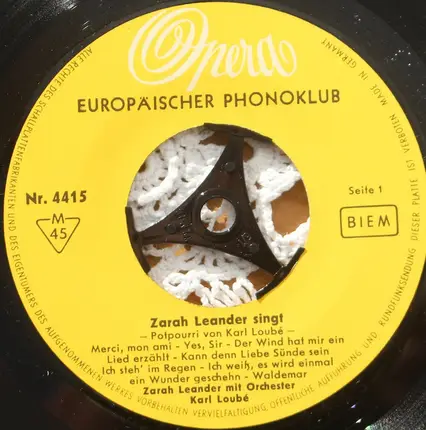 Opera
EUROPÄISCHER PHONOKLUB
Nr. 4415
M
45
Seite 1
BIEM
Zarah Leander singt
— Potpourri von Karl Loubé —
Merci, mon ami - Yes, Sir - Der Wind hat mir ein
Lied erzählt - Kann denn Liebe Sünde sein
Ich steh' im Regen - Ich weiß, es wird einmal
ein Wunder geschehn - Waldemar
Zarah Leander mit Orchester
Karl Loubé
ALLE RECHTE DES SCHALLPLATTENFABRIKANTEN UND DES EIGENTÜMERS DES AUFGENOMMENEN WERKES VORBEHALTEN VERVIELFÄLTIGUNG, ÖFFENTLICHE AUFFÜHRUNG UND RUNDFUNKSENDUNG DIESER PLATTE IST VERBOTEN. MADE IN GERMANY